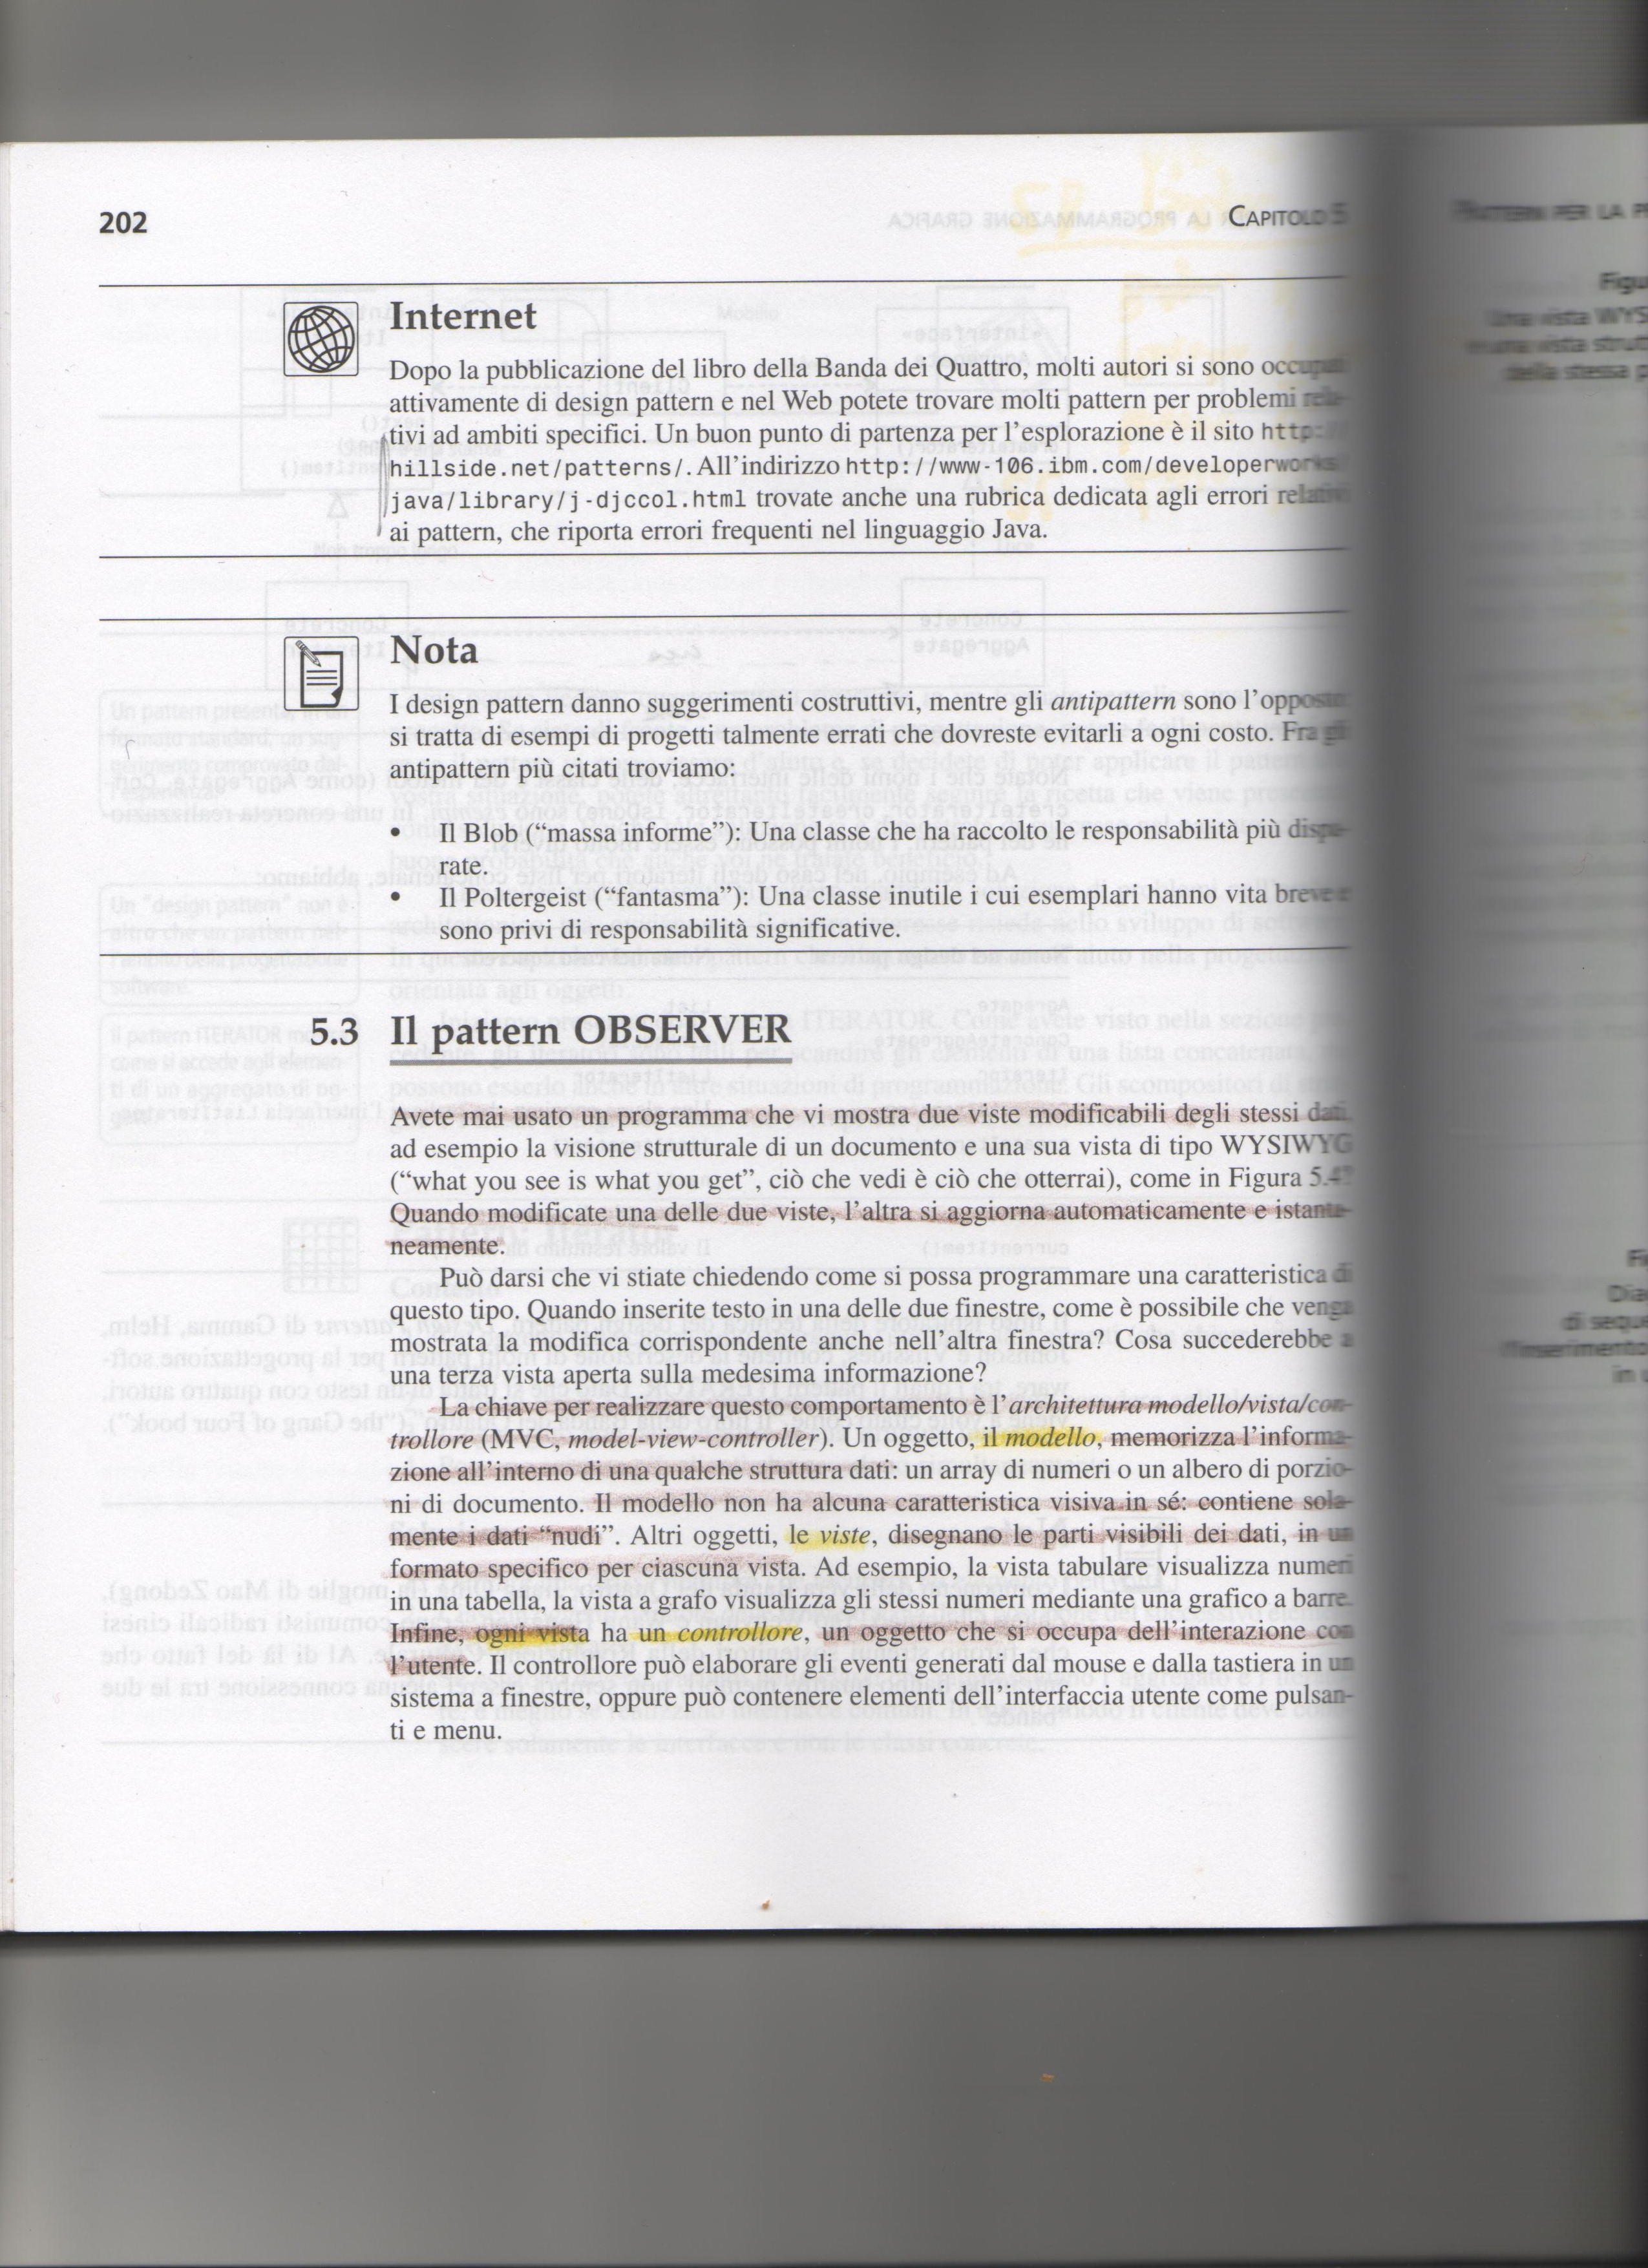 202
CAPITOLO 5
Internet
Dopo la pubblicazione del libro della Banda dei Quattro, molti autori si sono occupati
attivamente di design pattern e nel Web potete trovare molti pattern per problemi rela-
tivi ad ambiti specifici. Un buon punto di partenza per l'esplorazione è il sito http://
hillside.net/patterns/. All'indirizzo http://www-106.ibm.com/developerworks/
java/library/j-djccol.html trovate anche una rubrica dedicata agli errori relativi
ai pattern, che riporta errori frequenti nel linguaggio Java.
Nota
I design pattern danno suggerimenti costruttivi, mentre gli antipattern sono l'opposto:
si tratta di esempi di progetti talmente errati che dovreste evitarli a ogni costo. Fra gli
antipattern più citati troviamo:
• Il Blob (“massa informe”): Una classe che ha raccolto le responsabilità più dispa-
rate.
• Il Poltergeist (“fantasma”): Una classe inutile i cui esemplari hanno vita breve e
sono privi di responsabilità significative.
5.3 Il pattern OBSERVER
Avete mai usato un programma che vi mostra due viste modificabili degli stessi dati,
ad esempio la visione strutturale di un documento e una sua vista di tipo WYSIWYG
(“what you see is what you get”, ciò che vedi è ciò che otterrai), come in Figura 5.4?
Quando modificate una delle due viste, l'altra si aggiorna automaticamente e istanta-
neamente.
Può darsi che vi stiate chiedendo come si possa programmare una caratteristica di
questo tipo. Quando inserite testo in una delle due finestre, come è possibile che venga
mostrata la modifica corrispondente anche nell'altra finestra? Cosa succederebbe a
una terza vista aperta sulla medesima informazione?
La chiave per realizzare questo comportamento è l'architettura modello/vista/con-
trollore (MVC, model-view-controller). Un oggetto, il modello, memorizza l'informa-
zione all'interno di una qualche struttura dati: un array di numeri o un albero di porzio-
ni di documento. Il modello non ha alcuna caratteristica visiva in sé: contiene sola-
mente i dati “nudi”. Altri oggetti, le viste, disegnano le parti visibili dei dati, in un
formato specifico per ciascuna vista. Ad esempio, la vista tabulare visualizza numeri
in una tabella, la vista a grafo visualizza gli stessi numeri mediante una grafico a barre.
Infine, ogni vista ha un controllore, un oggetto che si occupa dell'interazione con
l'utente. Il controllore può elaborare gli eventi generati dal mouse e dalla tastiera in un
sistema a finestre, oppure può contenere elementi dell'interfaccia utente come pulsan-
ti e menu.